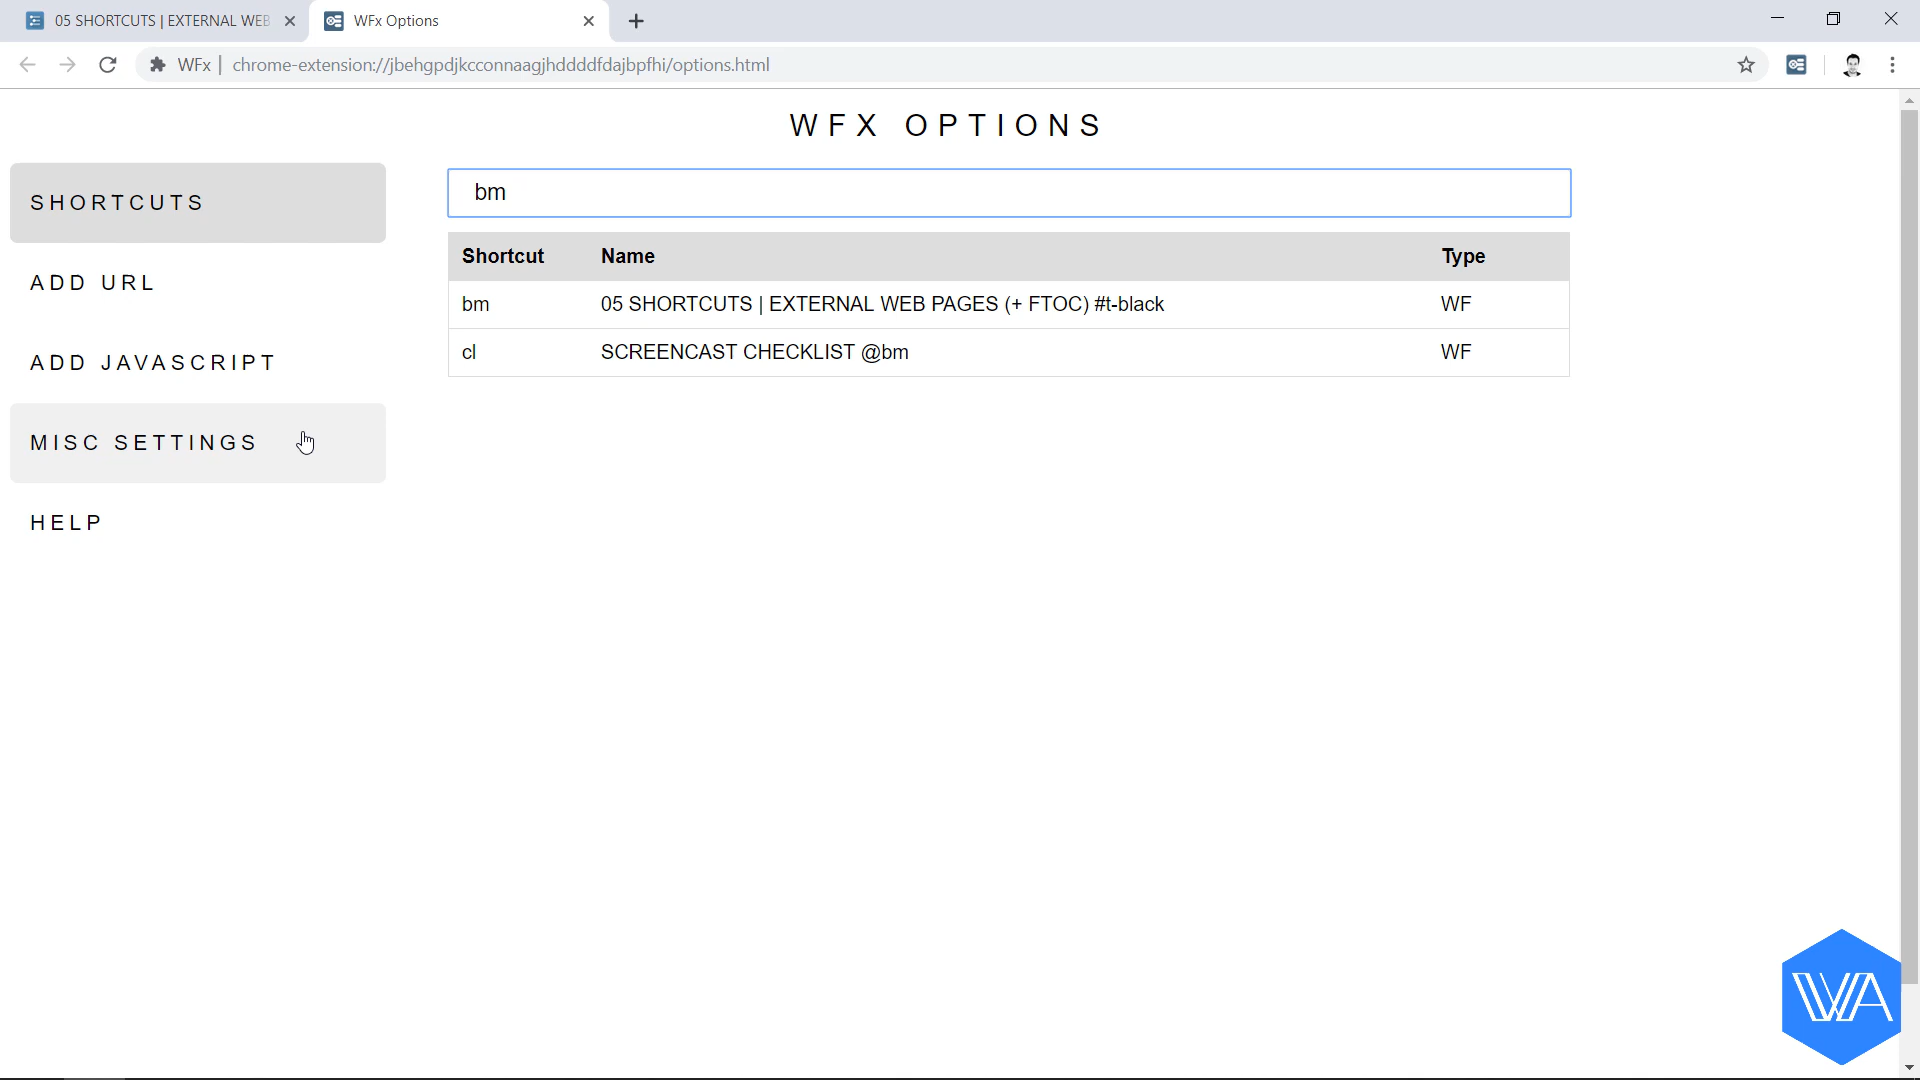 05 SHORTCUTS | EXTERNAL WEB
WFx Options
WFx | chrome-extension://jbehgpdjkcconnaagjhddddfdajbpfhi/options.html
WFX OPTIONS
SHORTCUTS
ADD URL
ADD JAVASCRIPT
MISC SETTINGS
HELP
bm
Shortcut Name Type
bm 05 SHORTCUTS | EXTERNAL WEB PAGES (+ FTOC) #t-black WF
cl SCREENCAST CHECKLIST @bm WF
WA